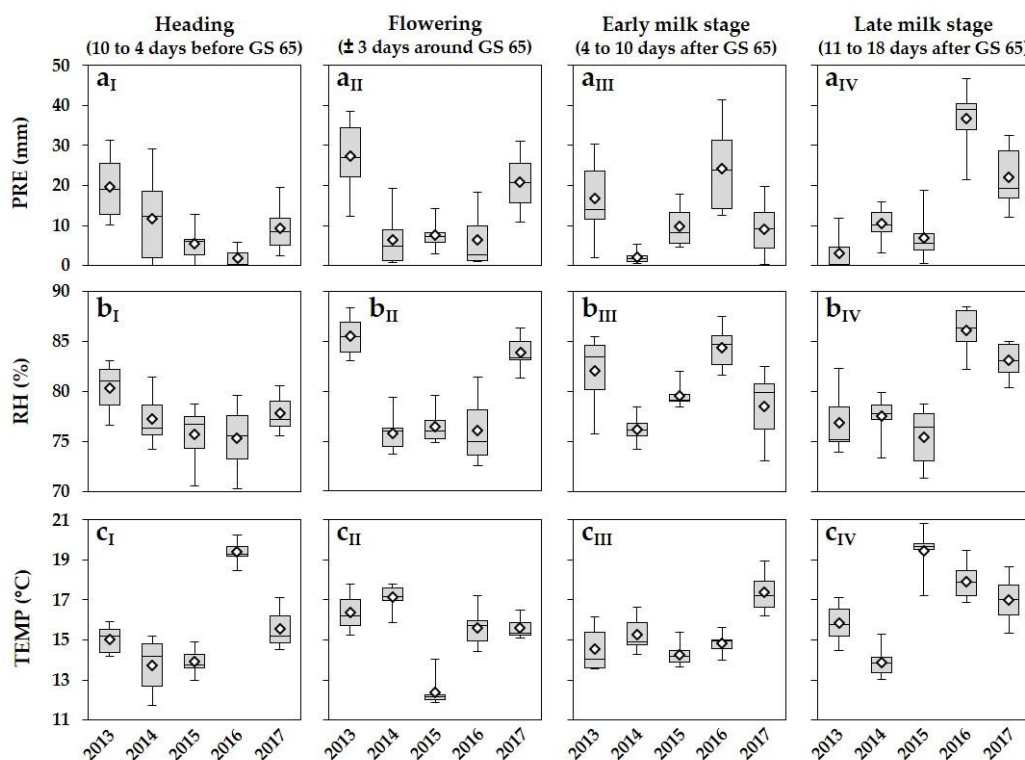 Heading Flowering Early milk stage Late milk stage
(10 to 4 days before GS 65) (± 3 days around GS 65) (4 to 10 days after GS 65) (11 to 18 days after GS 65)
PRE (mm)
50
40
30
20
10
0
aI aII aIII aIV
RH (%)
90
85
80
75
70
bI bII bIII bIV
TEMP (°C)
21
19
17
15
13
11
cI cII cIII cIV
2013 2014 2015 2016 2017 2013 2014 2015 2016 2017 2013 2014 2015 2016 2017 2013 2014 2015 2016 2017